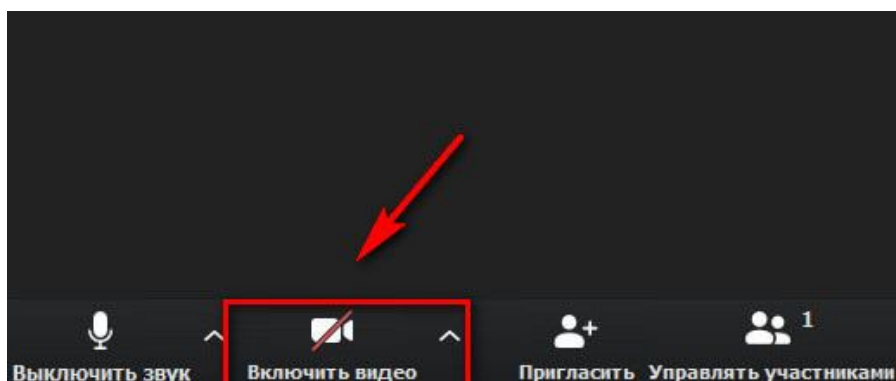 1
Выключить звук Включить видео Пригласить Управлять участниками